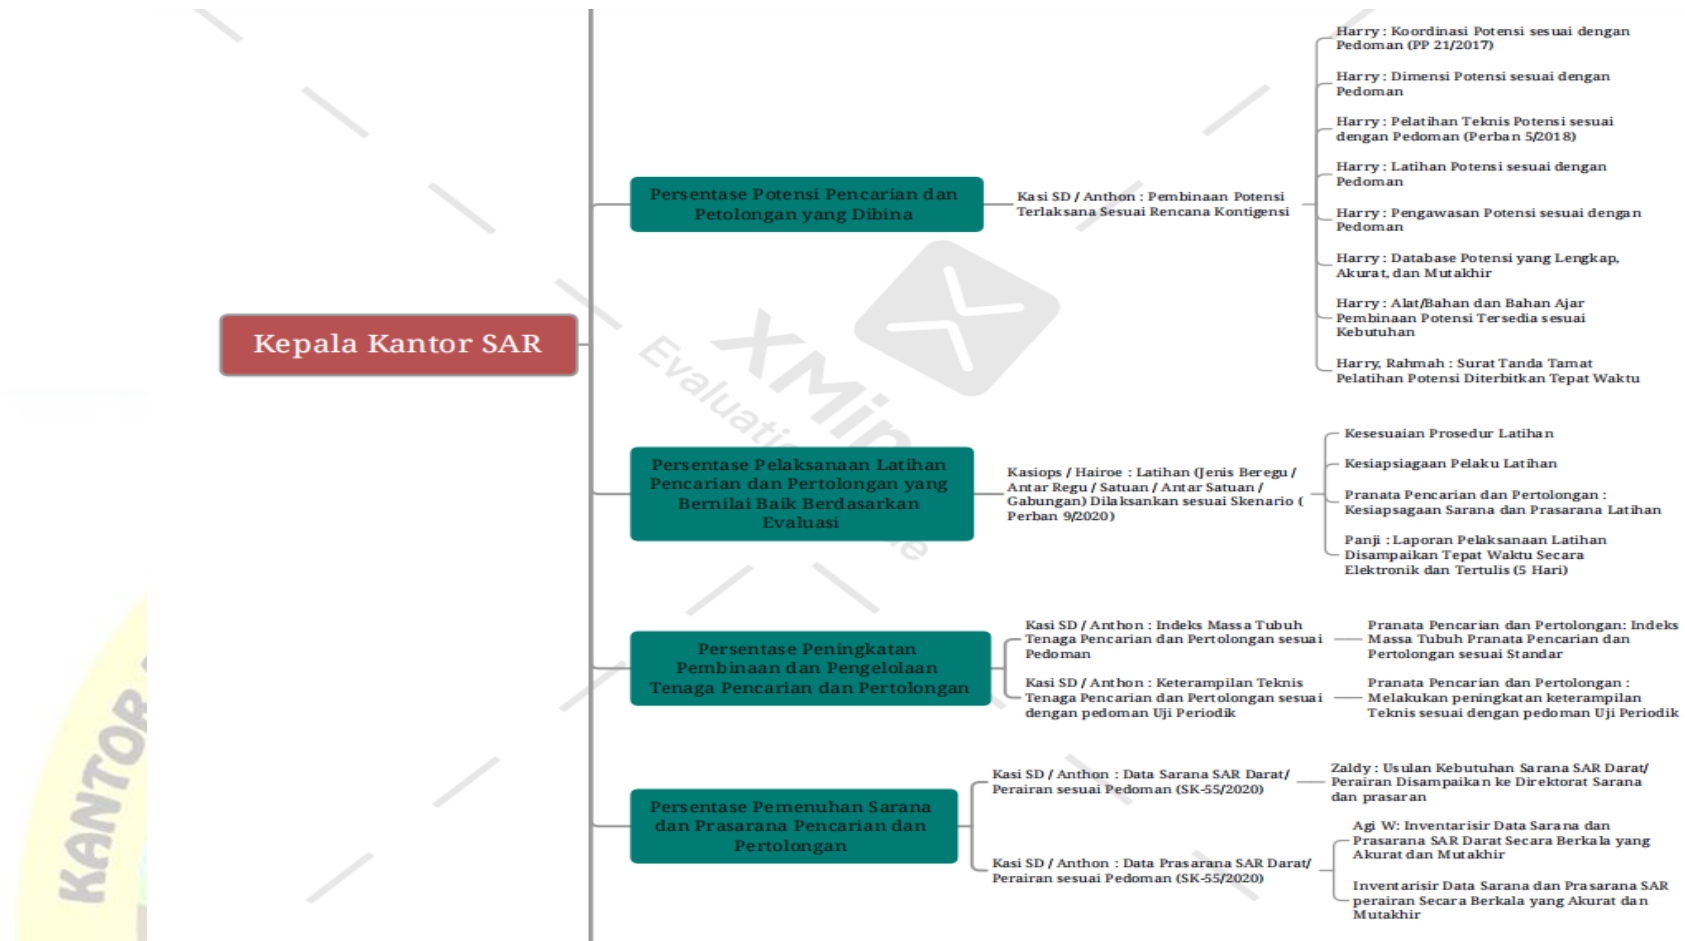 Harry : Koordinasi Potensi sesuai dengan
Pedoman (PP 21/2017)
Harry : Dimensi Potensi sesuai dengan
Pedoman
Harry : Pelatihan Teknis Potensi sesuai
dengan Pedoman (Perban 5/2018)
Harry : Latihan Potensi sesuai dengan
Pedoman
Harry : Pengawasan Potensi sesuai dengan
Pedoman
Harry : Database Potensi yang Lengkap,
Akurat, dan Mutakhir
Harry : Alat/Bahan dan Bahan Ajar
Pembinaan Potensi Tersedia sesuai
Kebutuhan
Harry, Rahmah : Surat Tanda Tamat
Pelatihan Potensi Diterbitkan Tepat Waktu
Persentase Potensi Pencarian dan
Petolongan yang Dibina
Kasi SD / Anthon : Pembinaan Potensi
Terlaksana Sesuai Rencana Kontigensi
Kepala Kantor SAR
Persentase Pelaksanaan Latihan
Pencarian dan Pertolongan yang
Bernilai Baik Berdasarkan
Evaluasi
Kasiops / Hairoe : Latihan (Jenis Beregu /
Antar Regu / Satuan / Antar Satuan /
Gabungan) Dilaksankan sesuai Skenario (
Perban 9/2020)
Kesesuaian Prosedur Latihan
Kesiapsiagaan Pelaku Latihan
Pranata Pencarian dan Pertolongan :
Kesiapsagaan Sarana dan Prasarana Latihan
Panji : Laporan Pelaksanaan Latihan
Disampaikan Tepat Waktu Secara
Elektronik dan Tertulis (5 Hari)
Persentase Peningkatan
Pembinaan dan Pengelolaan
Tenaga Pencarian dan Pertolongan
Kasi SD / Anthon : Indeks Massa Tubuh
Tenaga Pencarian dan Pertolongan sesuai
Pedoman
Pranata Pencarian dan Pertolongan: Indeks
Massa Tubuh Pranata Pencarian dan
Pertolongan sesuai Standar
Kasi SD / Anthon : Keterampilan Teknis
Tenaga Pencarian dan Pertolongan sesuai
dengan pedoman Uji Periodik
Pranata Pencarian dan Pertolongan :
Melakukan peningkatan keterampilan
Teknis sesuai dengan pedoman Uji Periodik
Persentase Pemenuhan Sarana
dan Prasarana Pencarian dan
Pertolongan
Kasi SD / Anthon : Data Sarana SAR Darat/
Perairan sesuai Pedoman (SK-55/2020)
Zaldy : Usulan Kebutuhan Sarana SAR Darat/
Perairan Disampaikan ke Direktorat Sarana
dan prasaran
Kasi SD / Anthon : Data Prasarana SAR Darat/
Perairan sesuai Pedoman (SK-55/2020)
Agi W: Inventarisir Data Sarana dan
Prasarana SAR Darat Secara Berkala yang
Akurat dan Mutakhir
Inventarisir Data Sarana dan Prasarana SAR
perairan Secara Berkala yang Akurat dan
Mutakhir
KANTOR